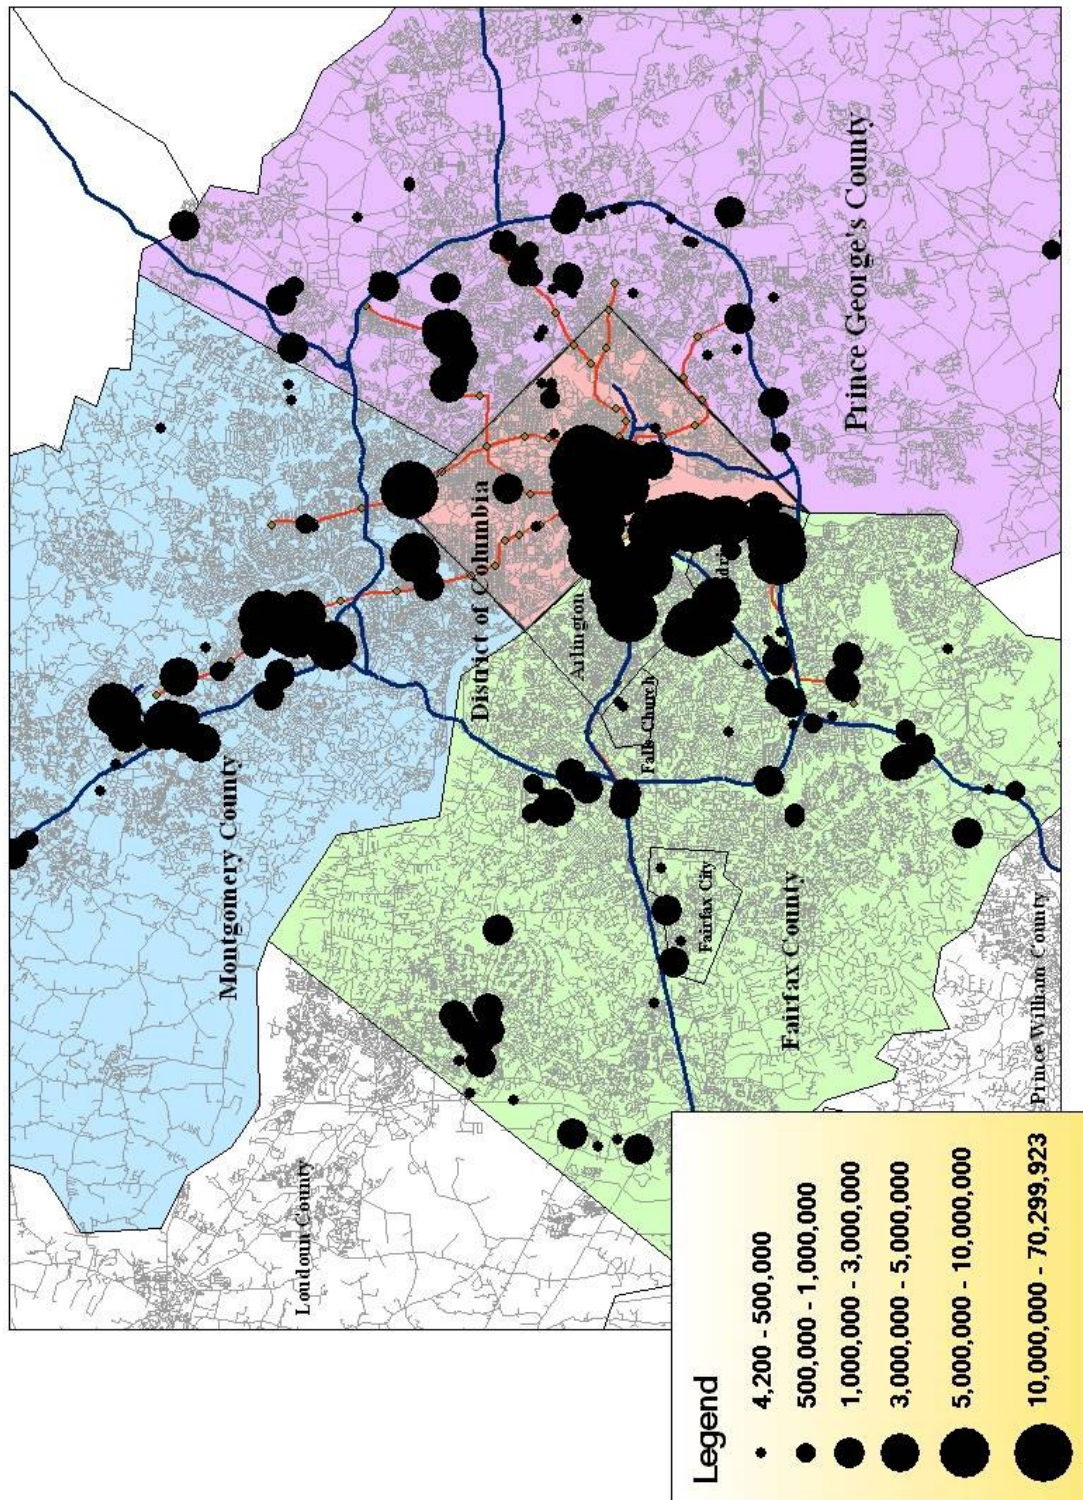 Montgomery County
Prince George's County
District of Columbia
Arlington
Falls Church
Fairfax City
Fairfax County
Loudoun County
Prince William County
Legend
4,200 - 500,000
500,000 - 1,000,000
1,000,000 - 3,000,000
3,000,000 - 5,000,000
5,000,000 - 10,000,000
10,000,000 - 70,299,923